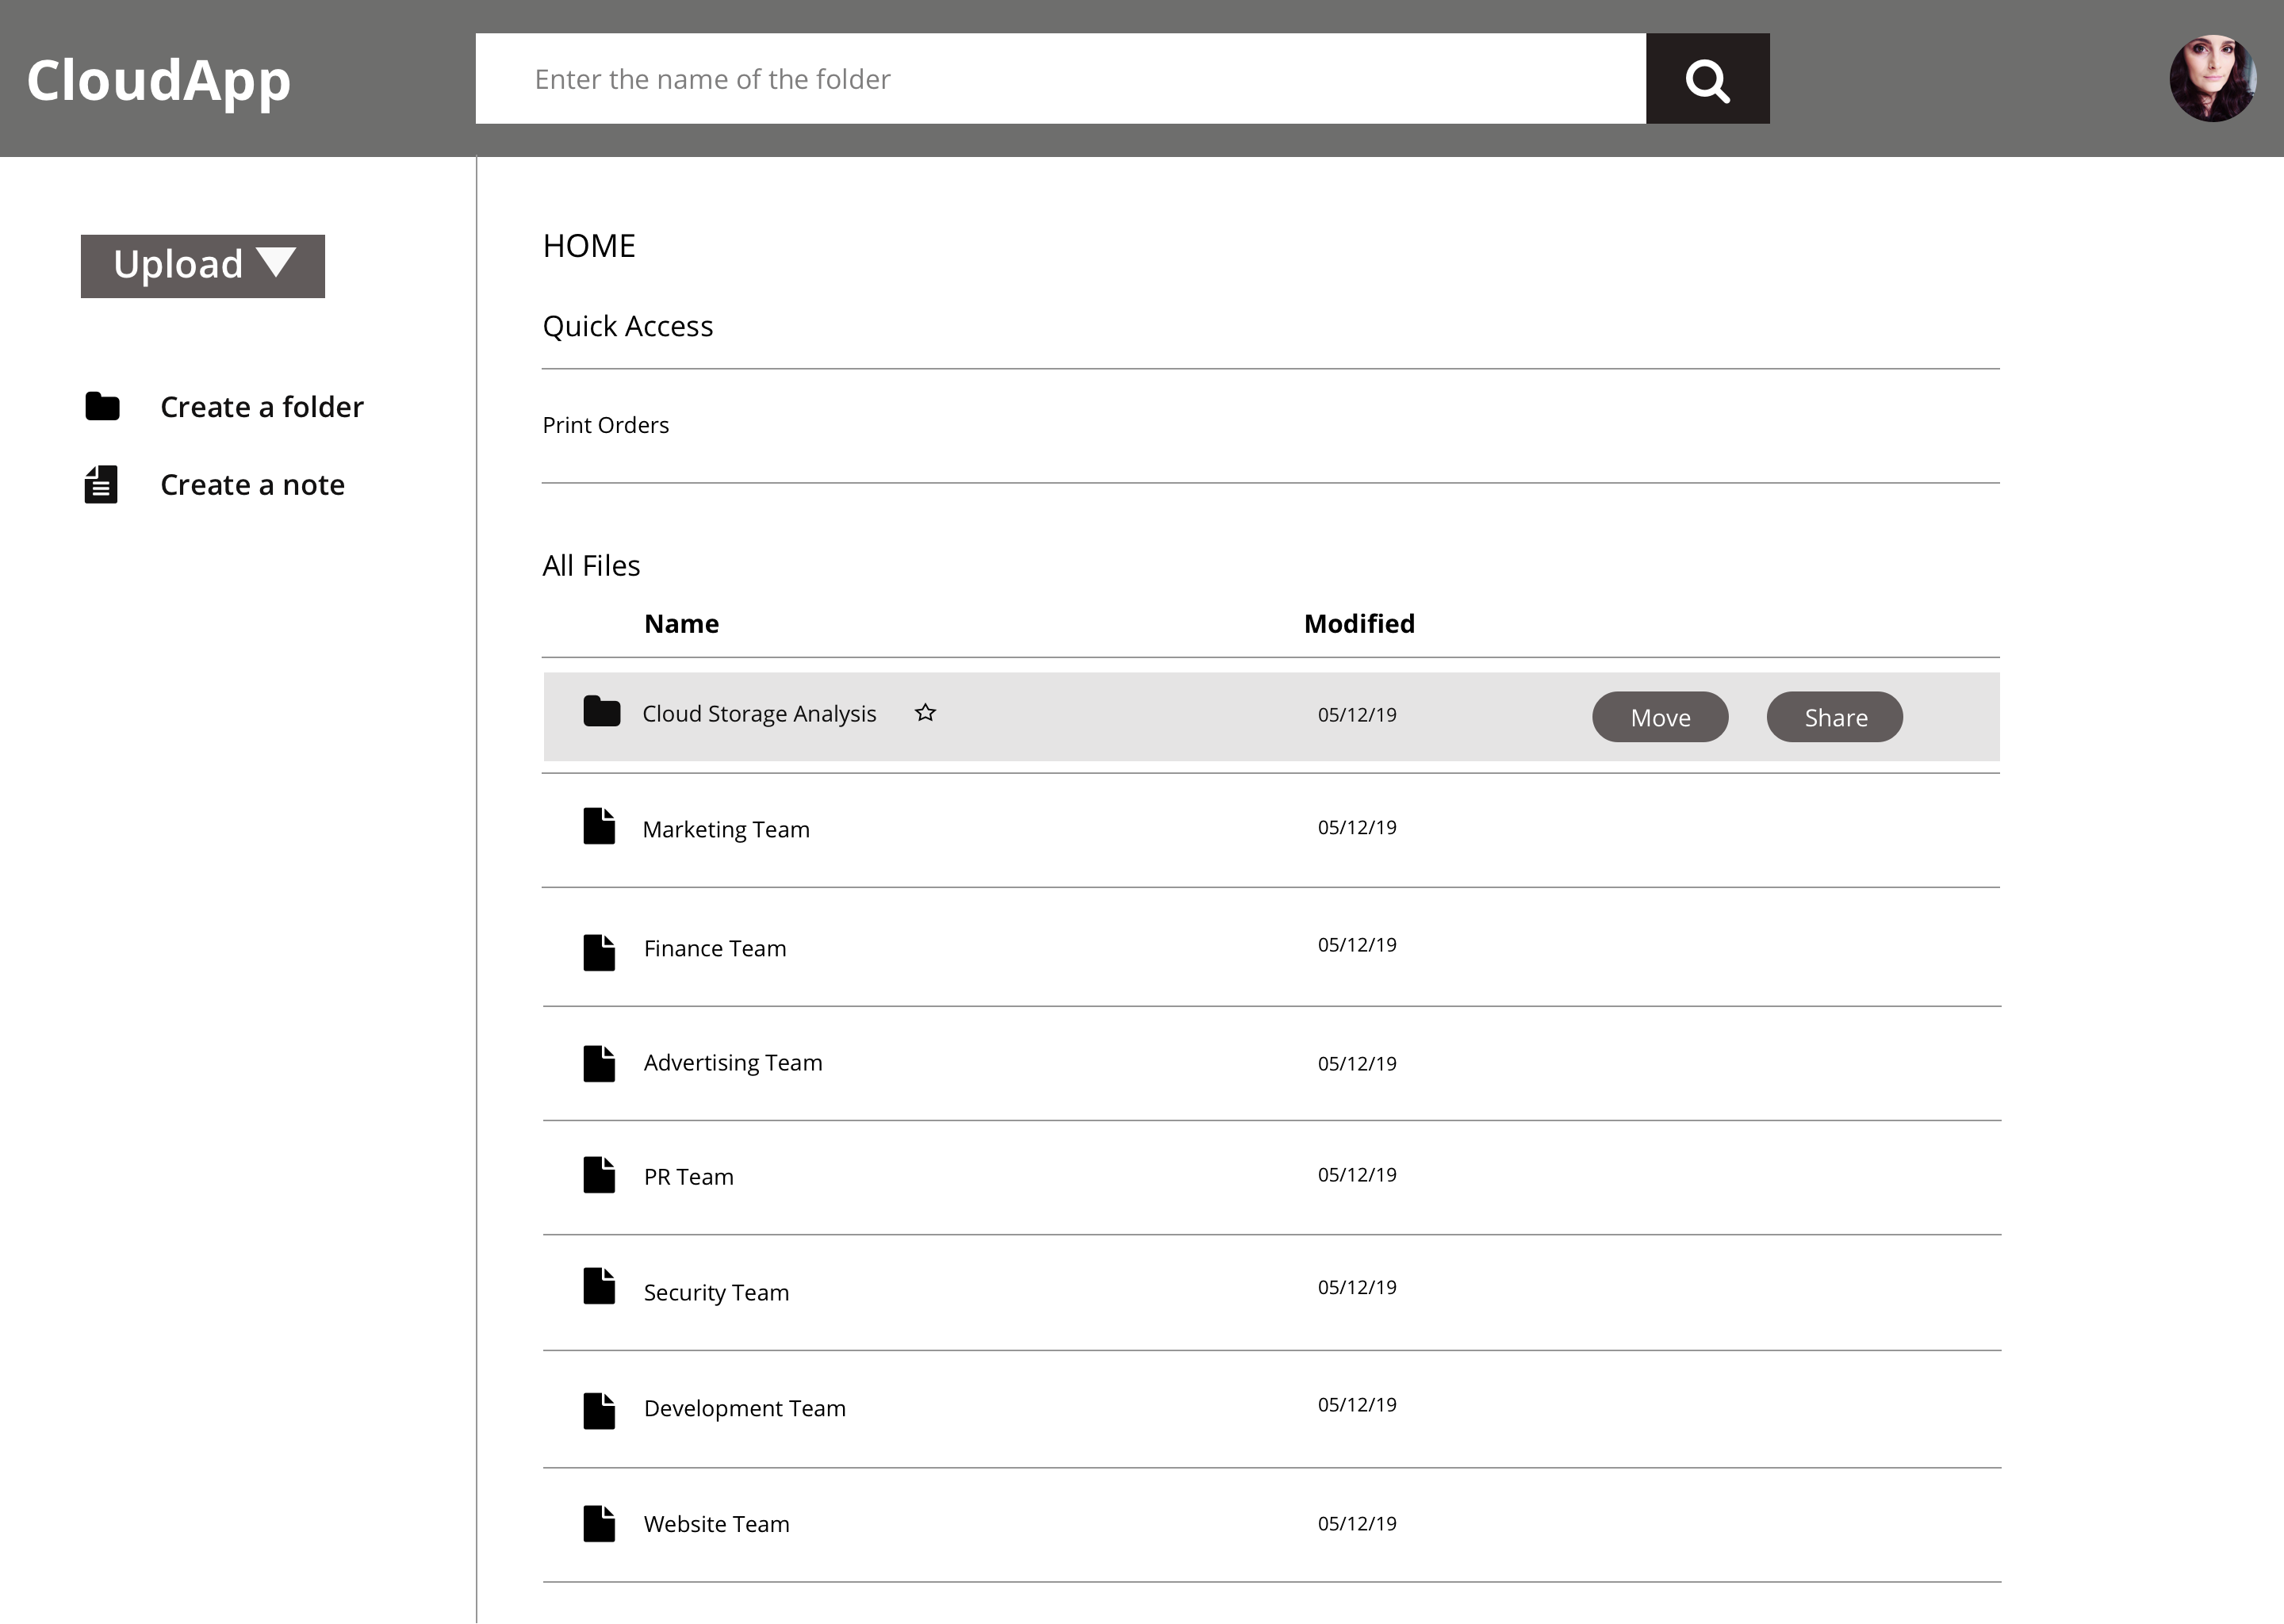 CloudApp
Enter the name of the folder
Upload
Create a folder
Create a note
HOME
Quick Access
Print Orders
All Files
Name Modified
Cloud Storage Analysis 05/12/19 Move Share
Marketing Team 05/12/19
Finance Team 05/12/19
Advertising Team 05/12/19
PR Team 05/12/19
Security Team 05/12/19
Development Team 05/12/19
Website Team 05/12/19